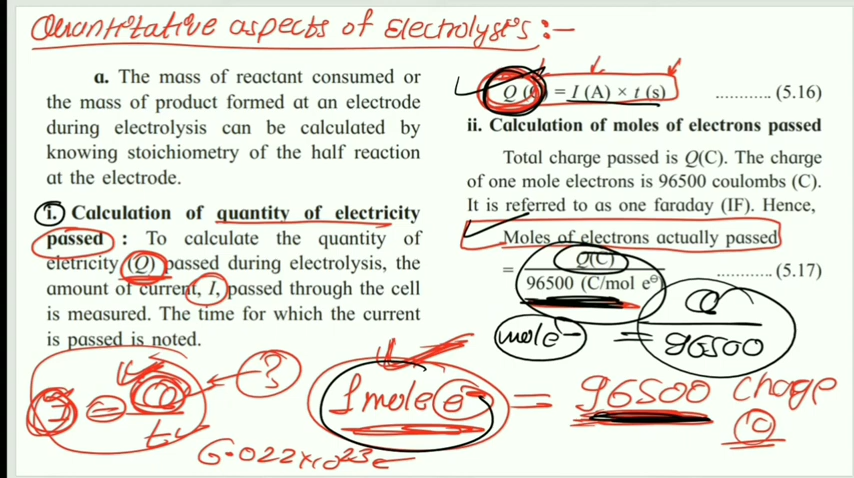 Quantitative aspects of Electrolysis :-
a. The mass of reactant consumed or
the mass of product formed at an electrode
during electrolysis can be calculated by
knowing stoichiometry of the half reaction
at the electrode.
i. Calculation of quantity of electricity
passed : To calculate the quantity of
eletricity (Q) passed during electrolysis, the
amount of current, I, passed through the cell
is measured. The time for which the current
is passed is noted.
Q (C) = I (A) × t (s) ........... (5.16)
ii. Calculation of moles of electrons passed
Total charge passed is Q(C). The charge
of one mole electrons is 96500 coulombs (C).
It is referred to as one faraday (IF). Hence,
Moles of electrons actually passed
= Q(C) / 96500 (C/mol e⊖) ........... (5.17)
mole e⁻ = Q / 96500
I = Q / t ← ?
1 mole e⁻ = 96500 charge
C
6.022×10²³ e⁻